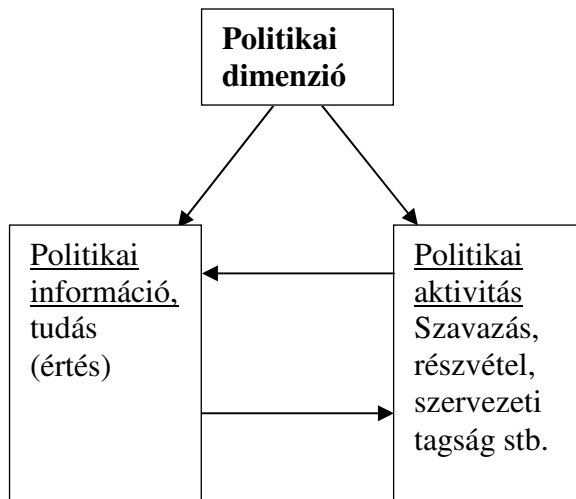 Politikai
dimenzió
Politikai
információ,
tudás
(értés)
Politikai
aktivitás
Szavazás,
részvétel,
szervezeti
tagság stb.